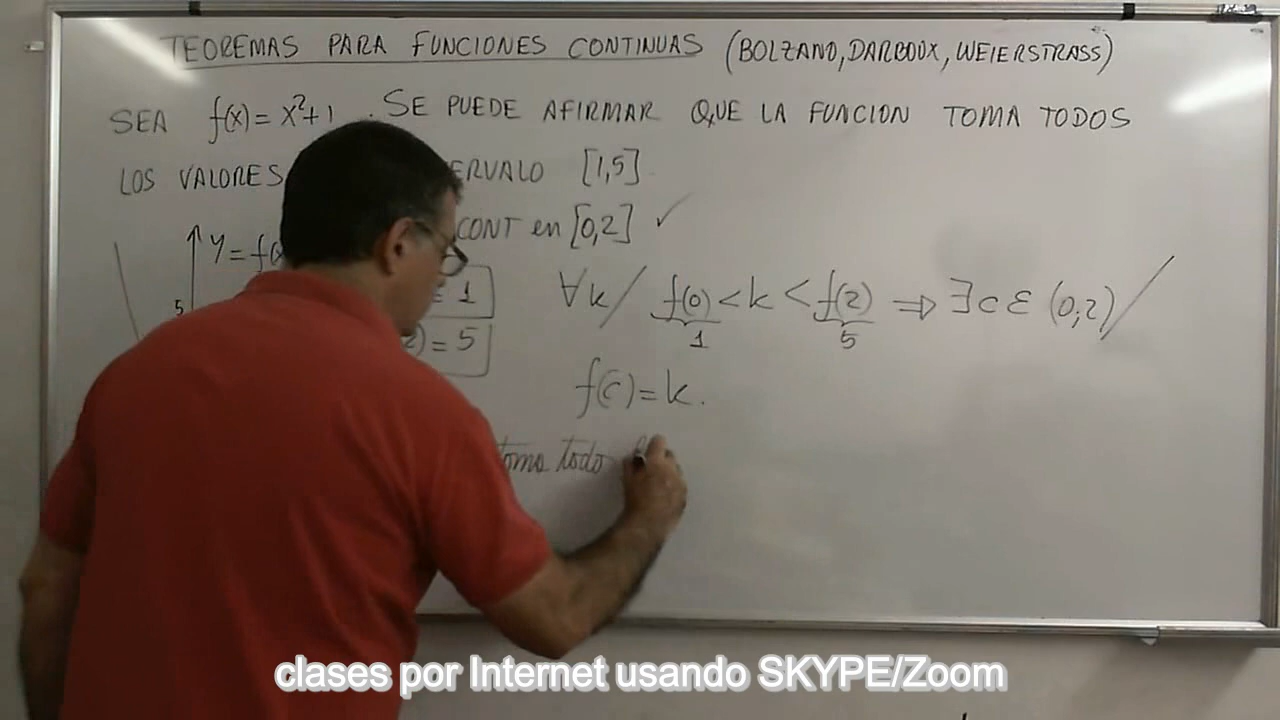 TEOREMAS PARA FUNCIONES CONTINUAS (BOLZANO, DARBOUX, WEIERSTRASS)
SEA f(x) = x²+1 . SE PUEDE AFIRMAR QUE LA FUNCION TOMA TODOS
LOS VALORES ERVALO [1,5]
CONT en [0,2] ✓
Y = f(x
5
= 1
) = 5
∀k / f(0) < k < f(2) ⇒ ∃ c ε (0,2) /
1 5
f(c) = k.
toma todo
clases por Internet usando SKYPE/Zoom